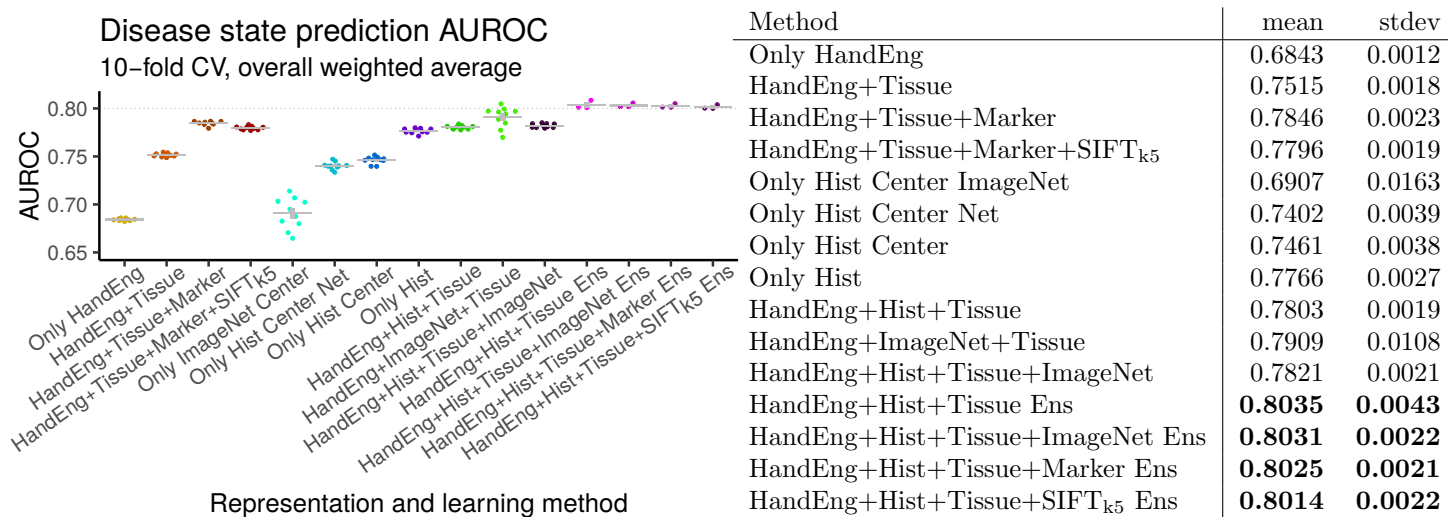 Disease state prediction AUROC
10−fold CV, overall weighted average
AUROC
0.80
0.75
0.70
0.65
Only HandEng
HandEng+Tissue
HandEng+Tissue+Marker
HandEng+Tissue+Marker+SIFTk5
Only ImageNet Center
Only Hist Center Net
Only Hist Center
Only Hist
HandEng+Hist+Tissue
HandEng+ImageNet+Tissue
HandEng+Hist+Tissue+ImageNet
HandEng+Hist+Tissue Ens
HandEng+Hist+Tissue+ImageNet Ens
HandEng+Hist+Tissue+Marker Ens
HandEng+Hist+Tissue+SIFTk5 Ens
Representation and learning method
Method mean stdev
Only HandEng 0.6843 0.0012
HandEng+Tissue 0.7515 0.0018
HandEng+Tissue+Marker 0.7846 0.0023
HandEng+Tissue+Marker+SIFTk5 0.7796 0.0019
Only Hist Center ImageNet 0.6907 0.0163
Only Hist Center Net 0.7402 0.0039
Only Hist Center 0.7461 0.0038
Only Hist 0.7766 0.0027
HandEng+Hist+Tissue 0.7803 0.0019
HandEng+ImageNet+Tissue 0.7909 0.0108
HandEng+Hist+Tissue+ImageNet 0.7821 0.0021
HandEng+Hist+Tissue Ens 0.8035 0.0043
HandEng+Hist+Tissue+ImageNet Ens 0.8031 0.0022
HandEng+Hist+Tissue+Marker Ens 0.8025 0.0021
HandEng+Hist+Tissue+SIFTk5 Ens 0.8014 0.0022